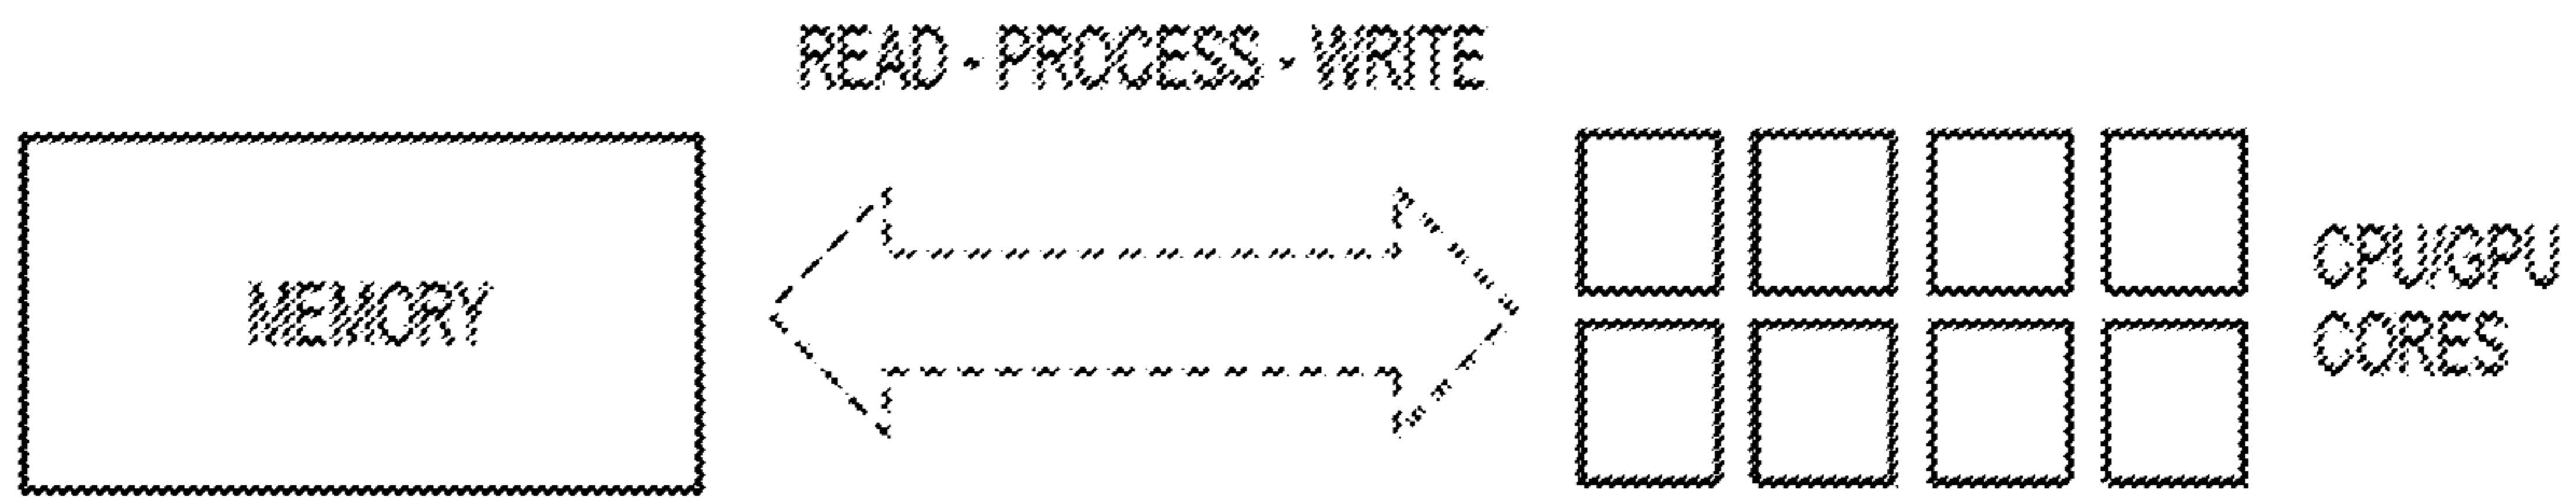 READ - PROCESS - WRITE
MEMORY
CPU/GPU
CORES